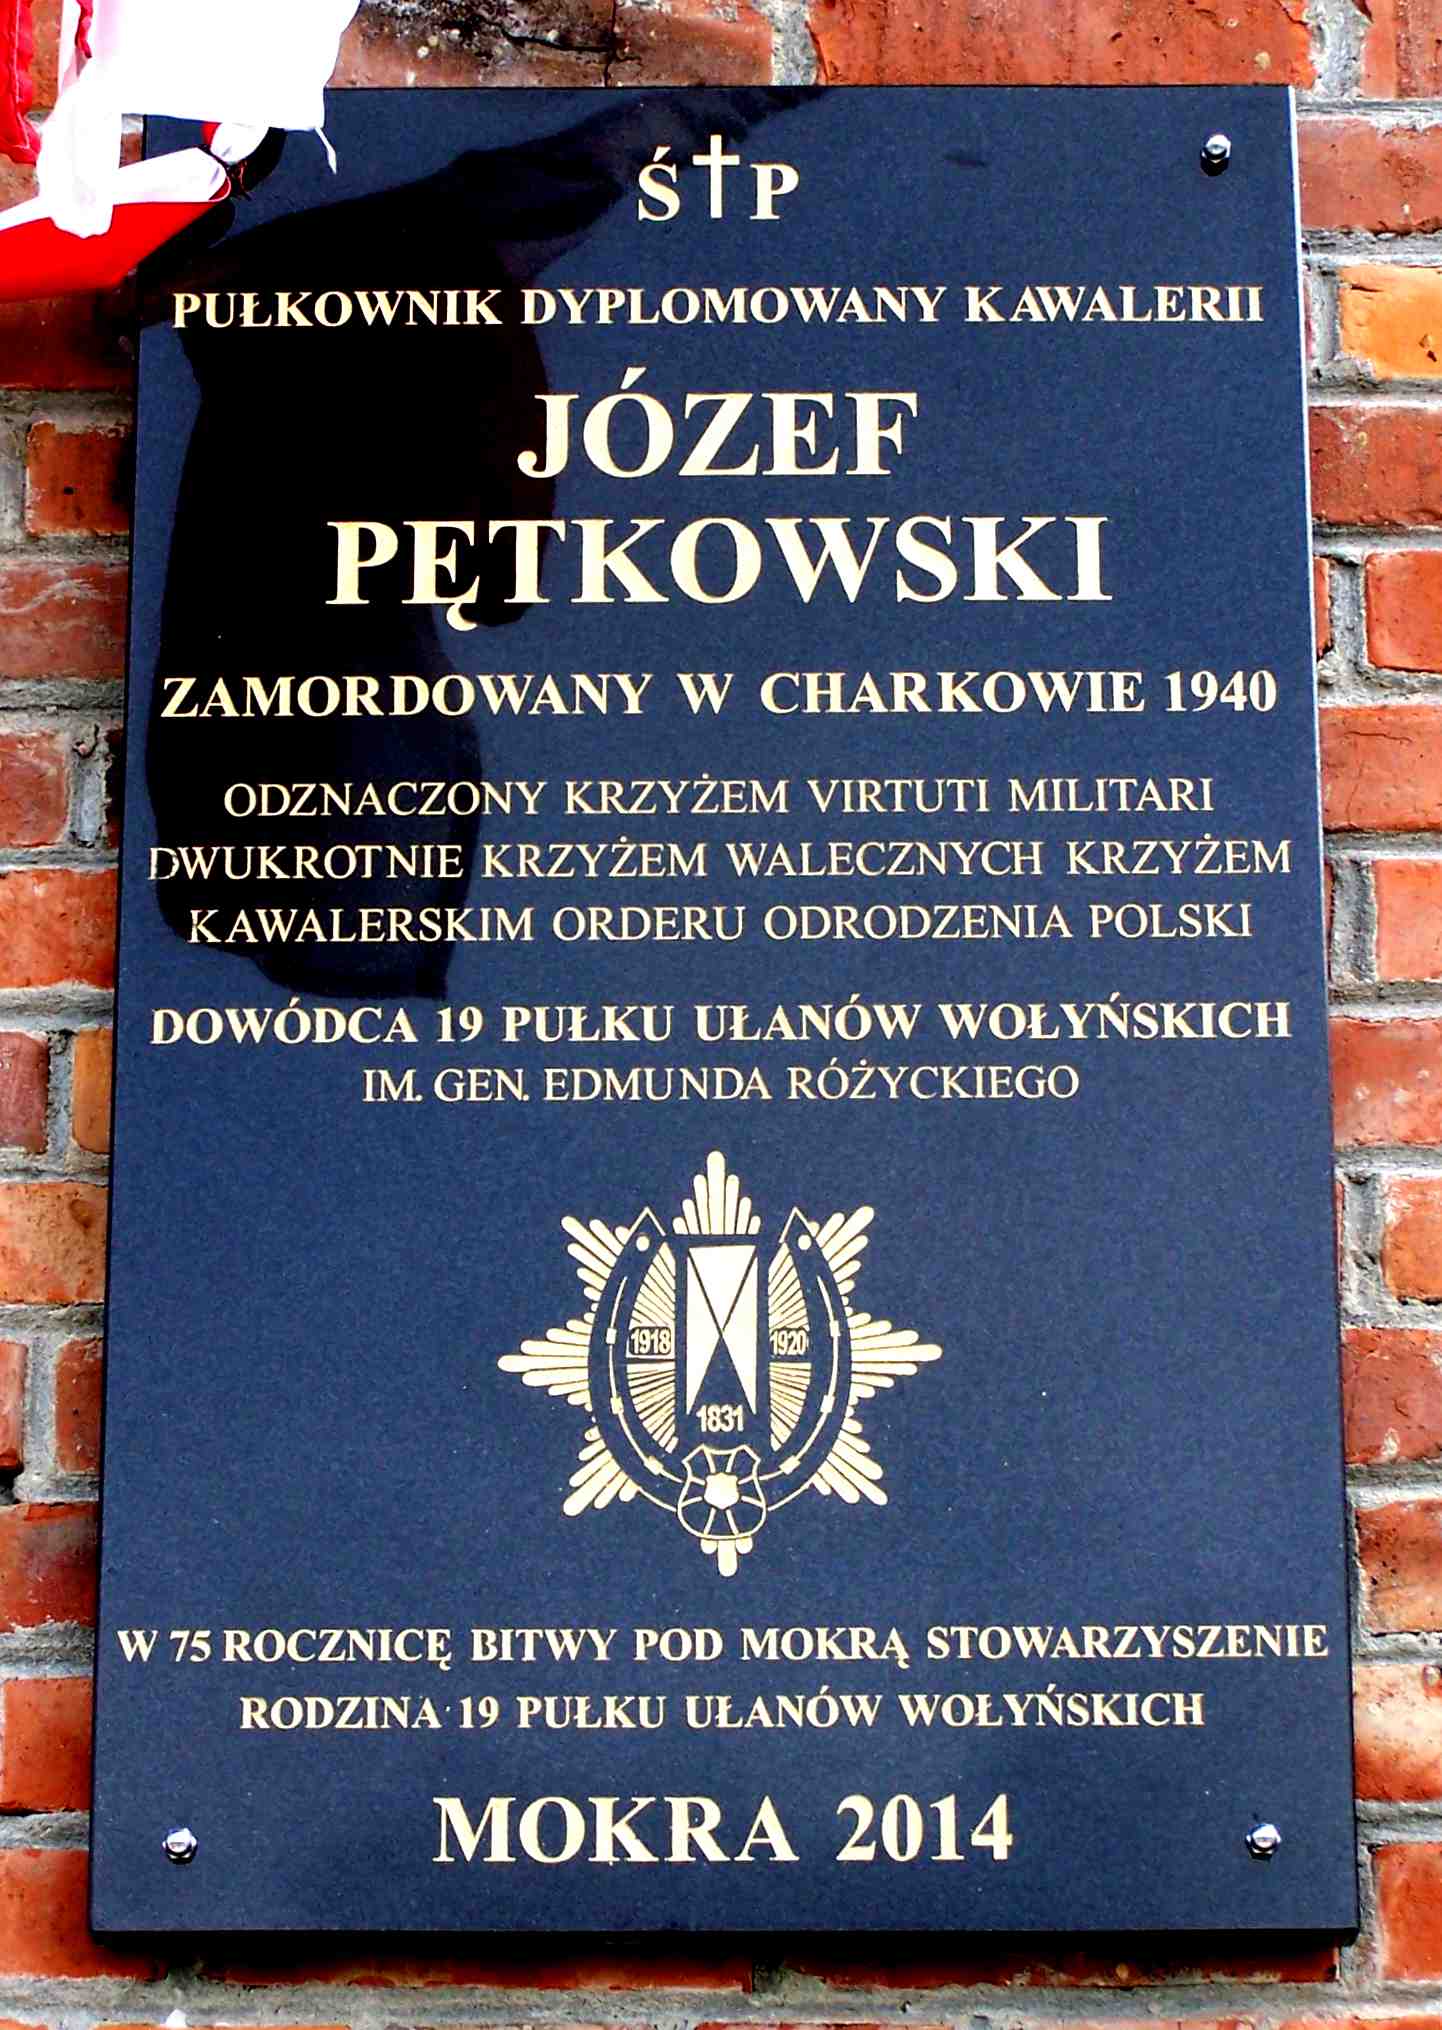 Ś†P
PUŁKOWNIK DYPLOMOWANY KAWALERII
JÓZEF
PĘTKOWSKI
ZAMORDOWANY W CHARKOWIE 1940
ODZNACZONY KRZYŻEM VIRTUTI MILITARI
DWUKROTNIE KRZYŻEM WALECZNYCH KRZYŻEM
KAWALERSKIM ORDERU ODRODZENIA POLSKI
DOWÓDCA 19 PUŁKU UŁANÓW WOŁYŃSKICH
IM. GEN. EDMUNDA RÓŻYCKIEGO
1918 1920
1831
W 75 ROCZNICĘ BITWY POD MOKRĄ STOWARZYSZENIE
RODZINA 19 PUŁKU UŁANÓW WOŁYŃSKICH
MOKRA 2014